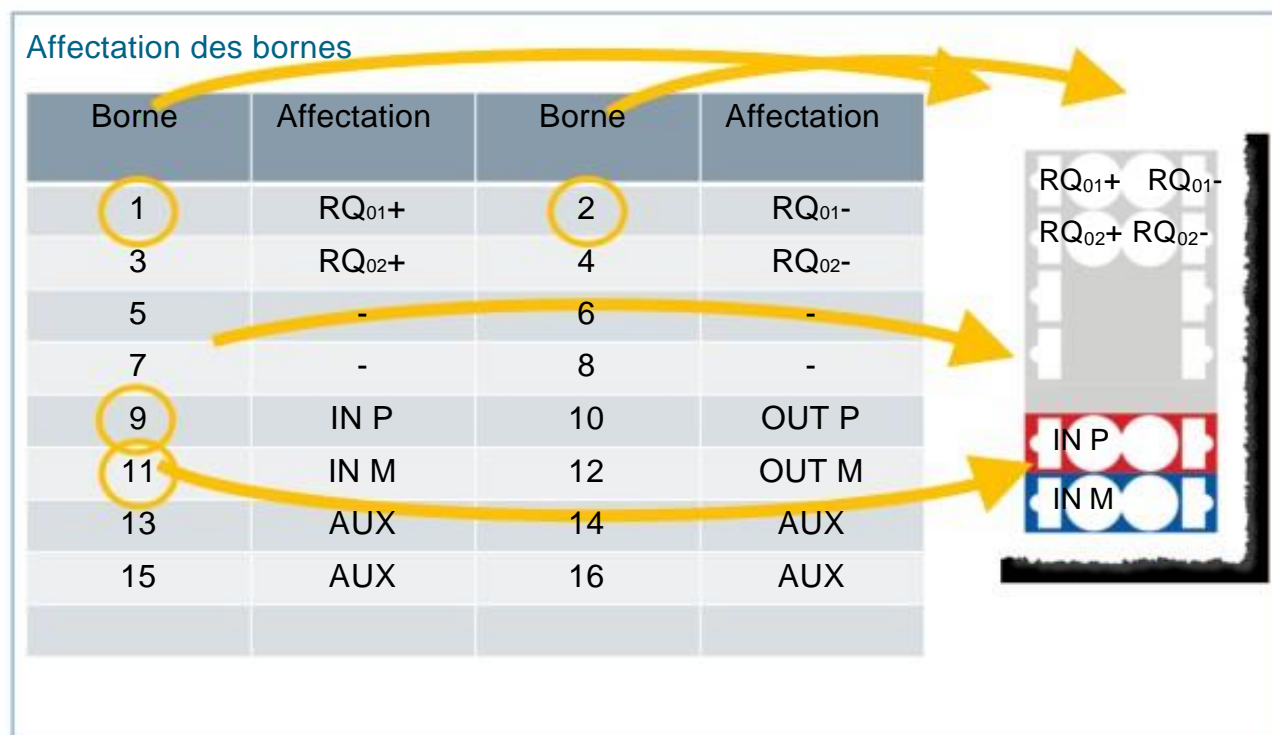 Affectation des bornes
Borne Affectation Borne Affectation
1 RQ01+ 2 RQ01-
3 RQ02+ 4 RQ02-
5 - 6 -
7 - 8 -
9 IN P 10 OUT P
11 IN M 12 OUT M
13 AUX 14 AUX
15 AUX 16 AUX
RQ01+ RQ01-
RQ02+ RQ02-
IN P
IN M